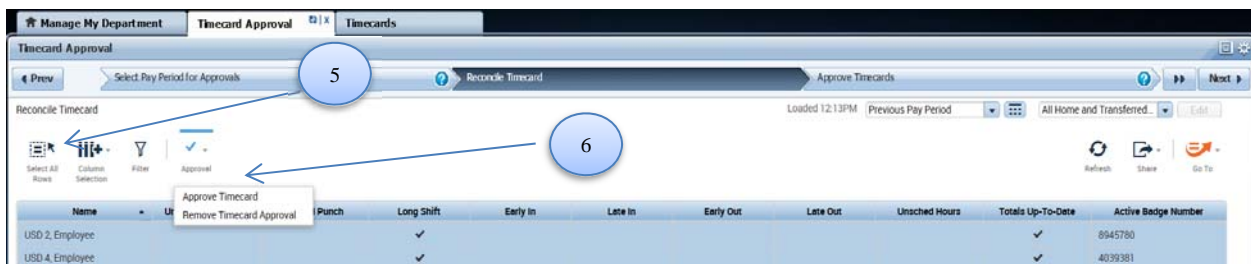 Manage My Department Timecard Approval X Timecards
Timecard Approval
Prev Select Pay Period for Approvals ? Reconcile Timecard Approve Timecards ? Next
5
Reconcile Timecard Loaded 12:13PM Previous Pay Period All Home and Transferred... Edit
6
Select All Rows Column Selection Filter Approval Refresh Share Go To
Approve Timecard
Remove Timecard Approval
Name Punch Long Shift Early In Late In Early Out Late Out Unsched Hours Totals Up-To-Date Active Badge Number
USD 2, Employee 8945780
USD 4, Employee 4039381